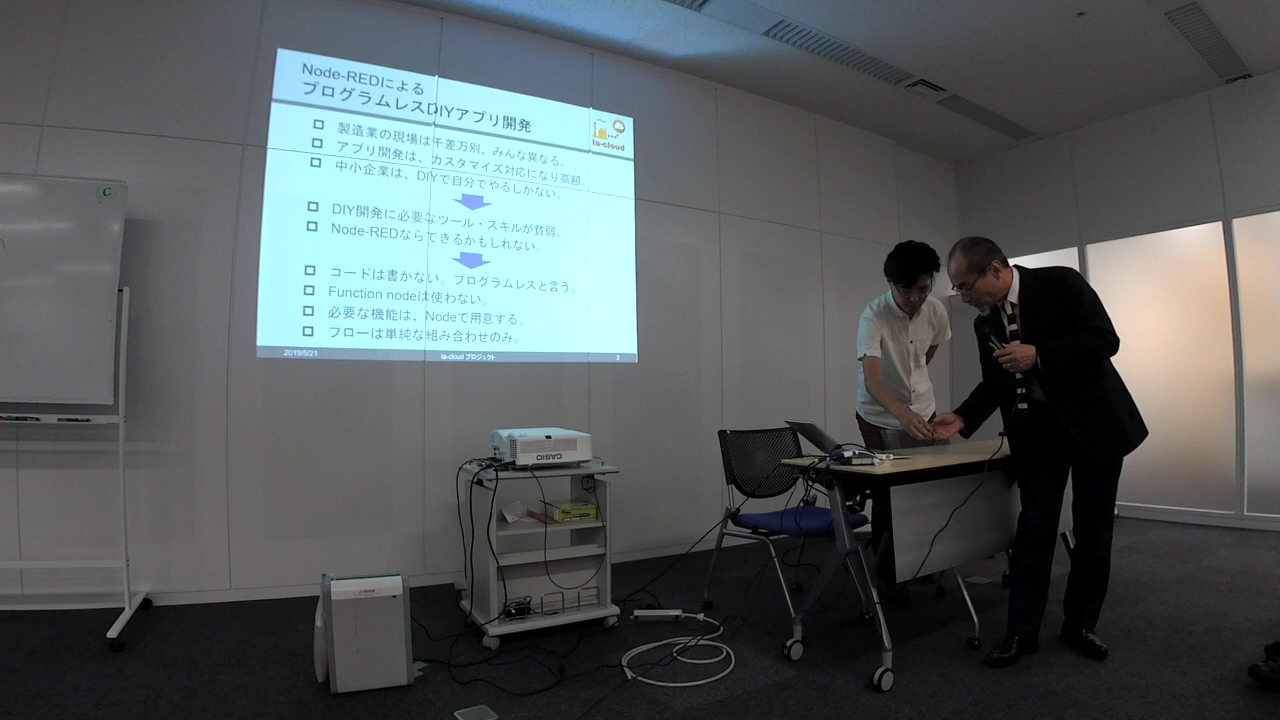 Node-REDによる
プログラムレスDIYアプリ開発
la-cloud
製造業の現場は千差万別、みんな異なる。
アプリ開発は、カスタマイズ対応になり高額。
中小企業は、DIYで自分でやるしかない。
DIY開発に必要なツール・スキルが貧弱。
Node-REDならできるかもしれない。
コードは書かない。プログラムレスと言う。
Function nodeは使わない。
必要な機能は、Nodeで用意する。
フローは単純な組み合わせのみ。
2019/5/21
la-cloud プロジェクト
2
C
CASIO